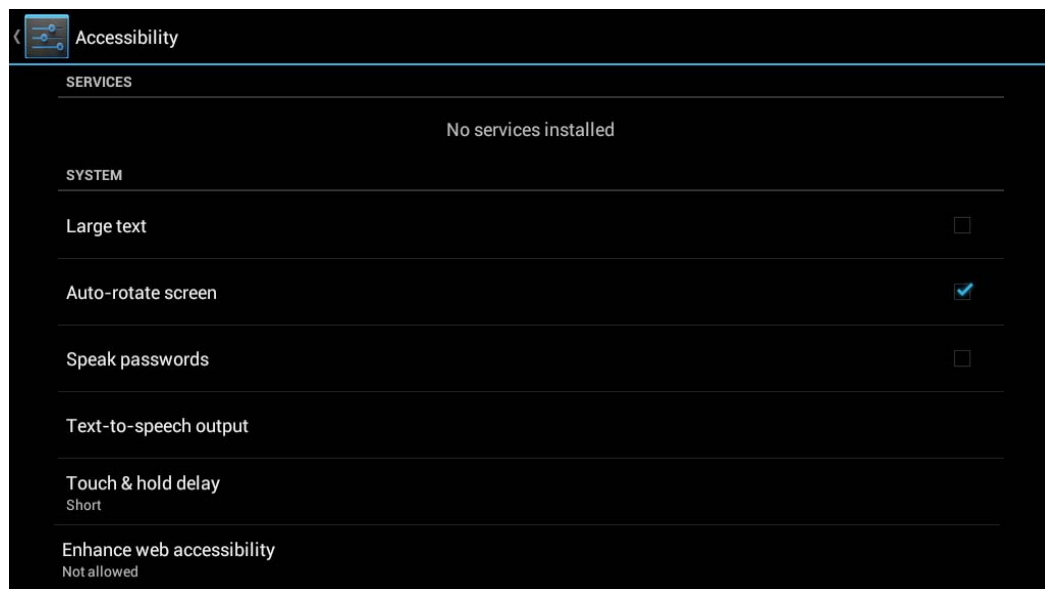 Accessibility
SERVICES
No services installed
SYSTEM
Large text
Auto-rotate screen
Speak passwords
Text-to-speech output
Touch & hold delay
Short
Enhance web accessibility
Not allowed